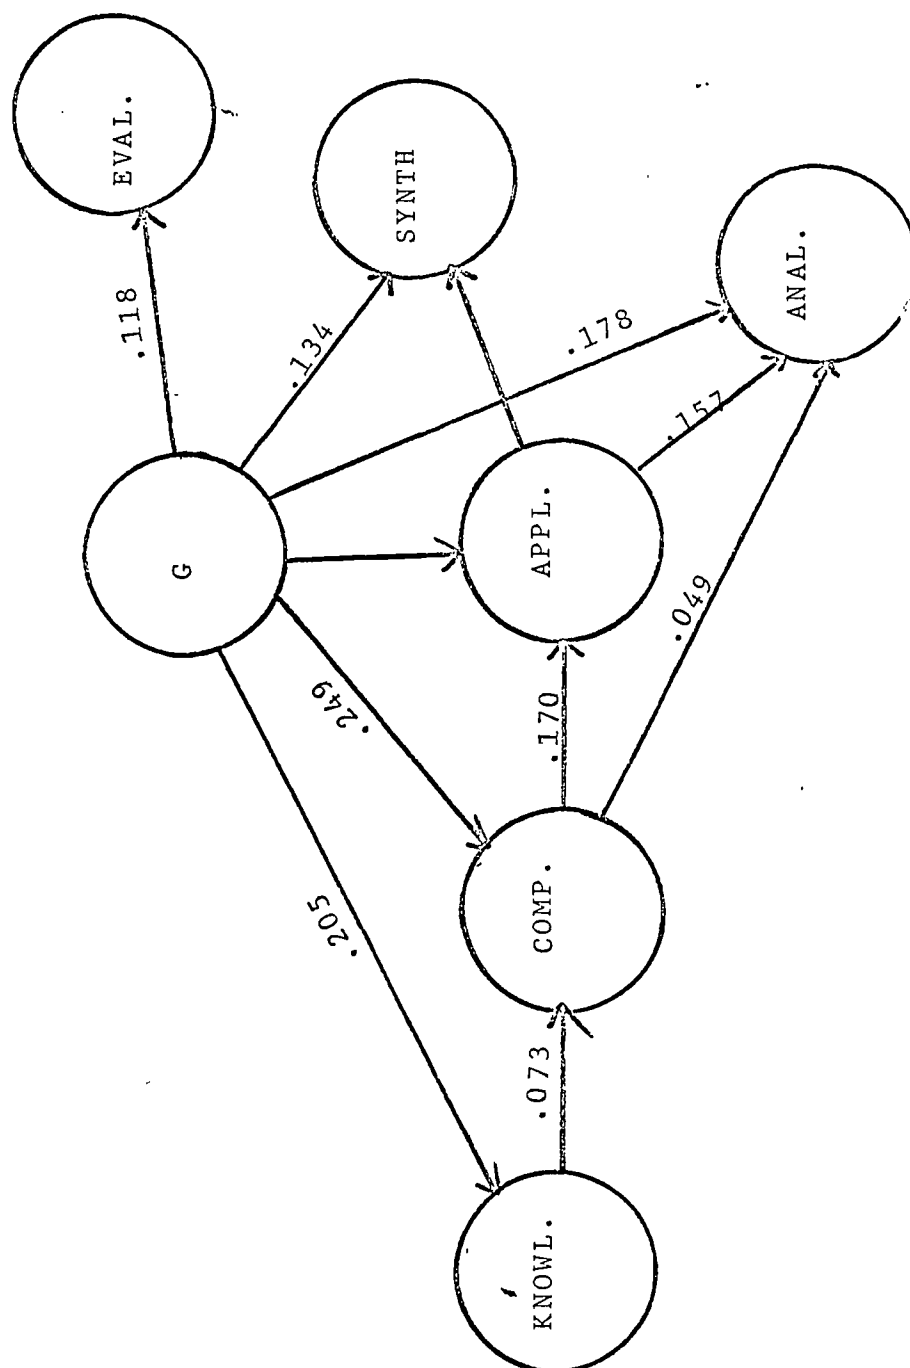 EVAL.
SYNTH
ANAL.
.118
.134
.178
.157
G
APPL.
.049
.249
.170
.205
COMP.
.073
KNOWL.